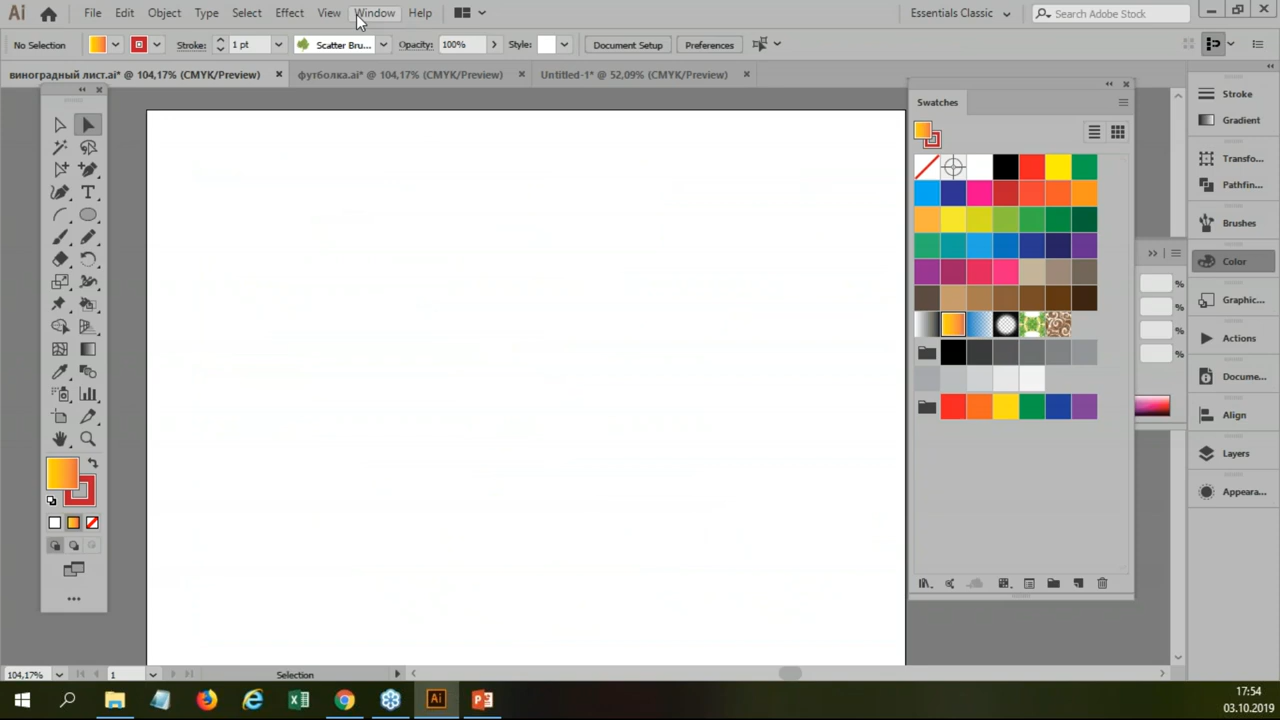 Ai File Edit Object Type Select Effect View Window Help Essentials Classic Search Adobe Stock
No Selection Stroke: 1 pt Scatter Bru... Opacity: 100% Style: Document Setup Preferences
виноградный лист.ai* @ 104,17% (CMYK/Preview) футболка.ai* @ 104,17% (CMYK/Preview) Untitled-1* @ 52,09% (CMYK/Preview)
Swatches
Stroke
Gradient
Transfo...
Pathfin...
Brushes
Color
Graphic...
Actions
Docume...
Align
Layers
Appeara...
%
%
%
%
104,17% 1 Selection
17:54
03.10.2019